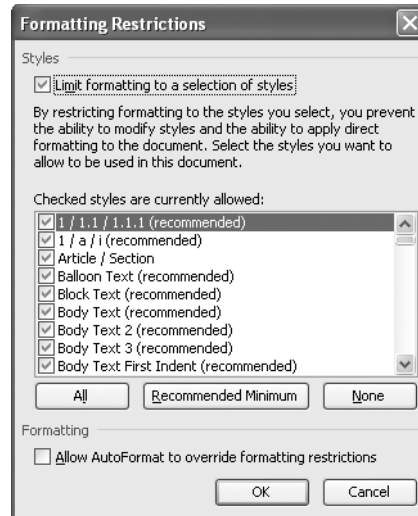 Formatting Restrictions
Styles
Limit formatting to a selection of styles
By restricting formatting to the styles you select, you prevent
the ability to modify styles and the ability to apply direct
formatting to the document. Select the styles you want to
allow to be used in this document.
Checked styles are currently allowed:
1 / 1.1 / 1.1.1 (recommended)
1 / a / i (recommended)
Article / Section
Balloon Text (recommended)
Block Text (recommended)
Body Text (recommended)
Body Text 2 (recommended)
Body Text 3 (recommended)
Body Text First Indent (recommended)
All Recommended Minimum None
Formatting
Allow AutoFormat to override formatting restrictions
OK Cancel